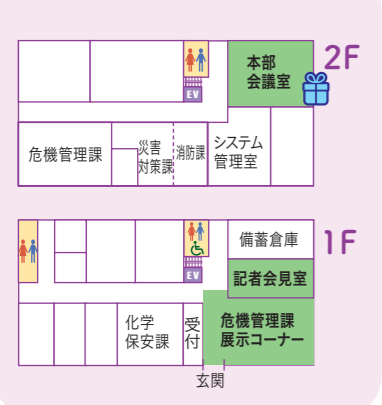 2F
本部
会議室
EV
危機管理課
災害
対策課
消防課
システム
管理室
1F
備蓄倉庫
EV
記者会見室
化学
保安課
受付
危機管理課
展示コーナー
玄関